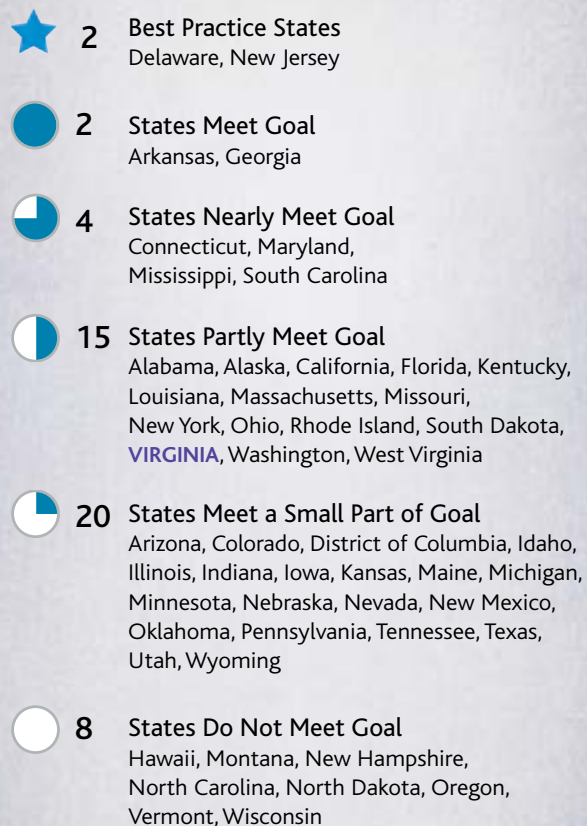 2 Best Practice States
Delaware, New Jersey
2 States Meet Goal
Arkansas, Georgia
4 States Nearly Meet Goal
Connecticut, Maryland,
Mississippi, South Carolina
15 States Partly Meet Goal
Alabama, Alaska, California, Florida, Kentucky,
Louisiana, Massachusetts, Missouri,
New York, Ohio, Rhode Island, South Dakota,
VIRGINIA, Washington, West Virginia
20 States Meet a Small Part of Goal
Arizona, Colorado, District of Columbia, Idaho,
Illinois, Indiana, Iowa, Kansas, Maine, Michigan,
Minnesota, Nebraska, Nevada, New Mexico,
Oklahoma, Pennsylvania, Tennessee, Texas,
Utah, Wyoming
8 States Do Not Meet Goal
Hawaii, Montana, New Hampshire,
North Carolina, North Dakota, Oregon,
Vermont, Wisconsin